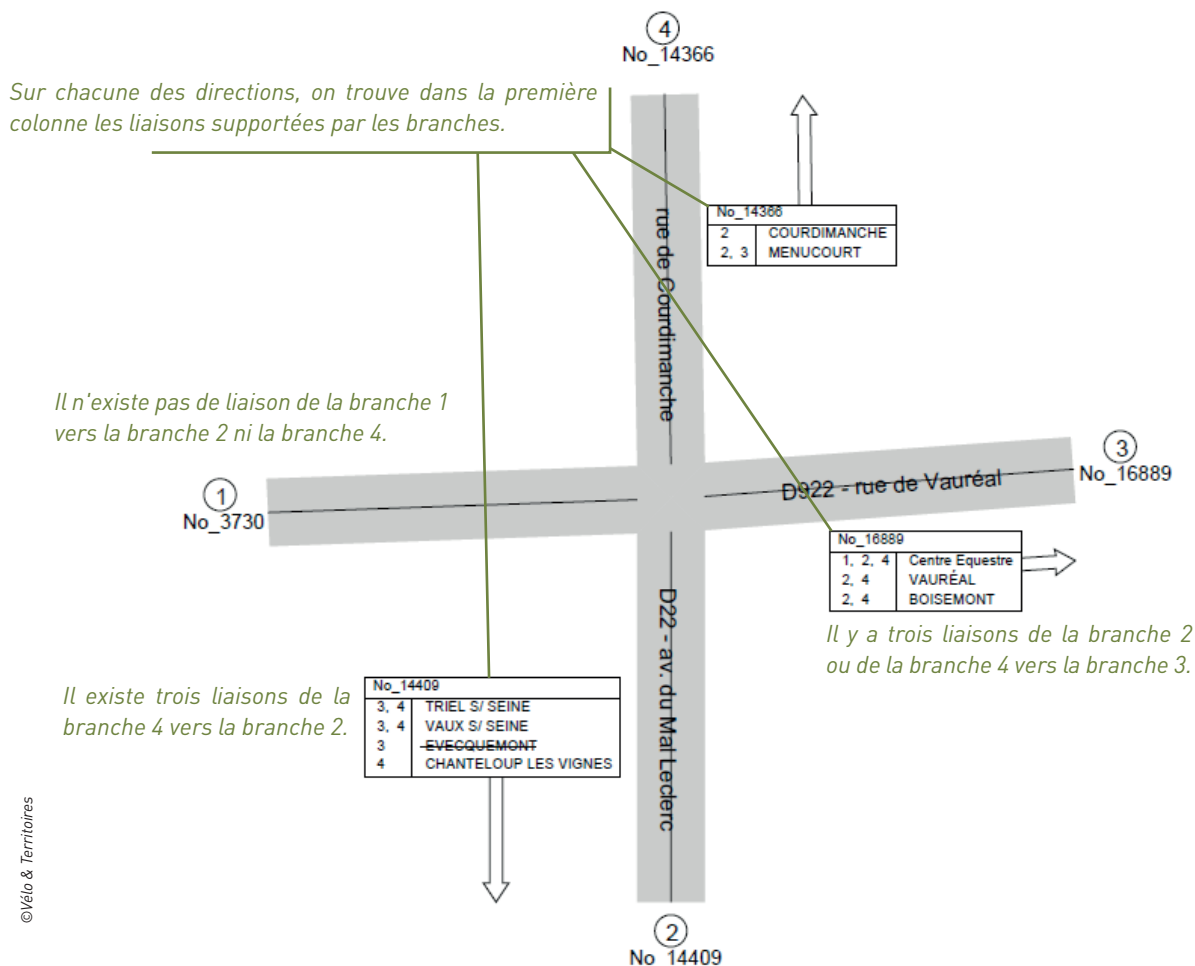 4
No_14366
Sur chacune des directions, on trouve dans la première
colonne les liaisons supportées par les branches.
rue de Courdimanche
No_14366
2 COURDIMANCHE
2, 3 MENUCOURT
Il n'existe pas de liaison de la branche 1
vers la branche 2 ni la branche 4.
1
No_3730
D922 - rue de Vauréal
3
No_16889
No_16889
1, 2, 4 Centre Equestre
2, 4 VAURÉAL
2, 4 BOISEMONT
Il y a trois liaisons de la branche 2
ou de la branche 4 vers la branche 3.
D22 - av. du Mal Leclerc
Il existe trois liaisons de la
branche 4 vers la branche 2.
No_14409
3, 4 TRIEL S/ SEINE
3, 4 VAUX S/ SEINE
3 EVECQUEMONT
4 CHANTELOUP LES VIGNES
©Vélo & Territoires
2
No_14409